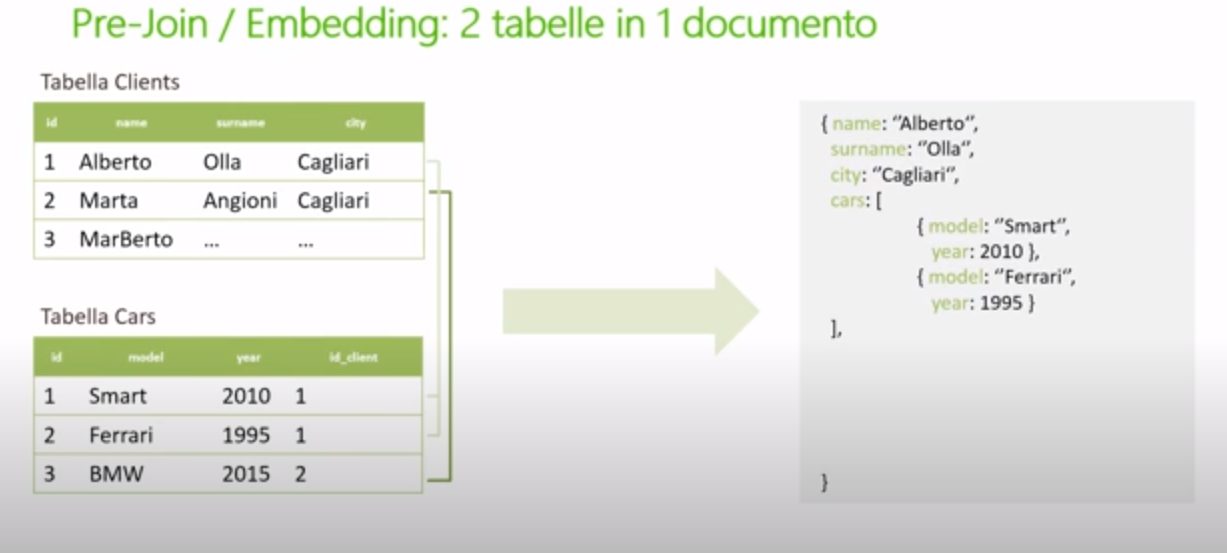 Pre-Join / Embedding: 2 tabelle in 1 documento
Tabella Clients
id name surname city
1 Alberto Olla Cagliari
2 Marta Angioni Cagliari
3 MarBerto ... ...
Tabella Cars
id model year id_client
1 Smart 2010 1
2 Ferrari 1995 1
3 BMW 2015 2
{ name: “Alberto“,
surname: “Olla“,
city: “Cagliari“,
cars: [
{ model: “Smart“,
year: 2010 },
{ model: “Ferrari“,
year: 1995 }
],
}